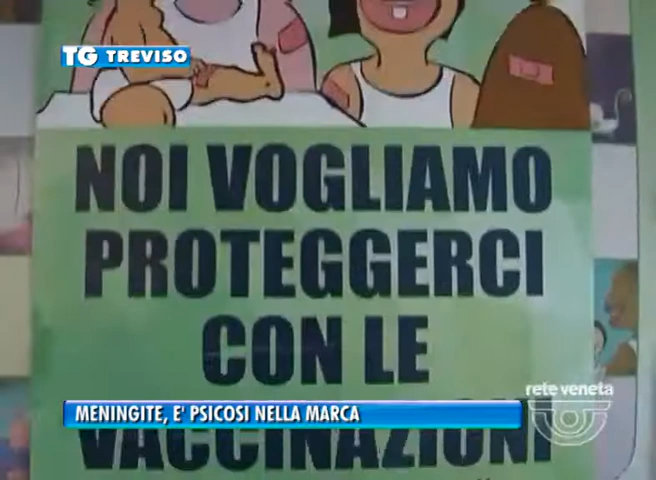 TG TREVISO
NOI VOGLIAMO
PROTEGGERCI
CON LE
rete veneta
MENINGITE, E' PSICOSI NELLA MARCA
VACCINAZIONI